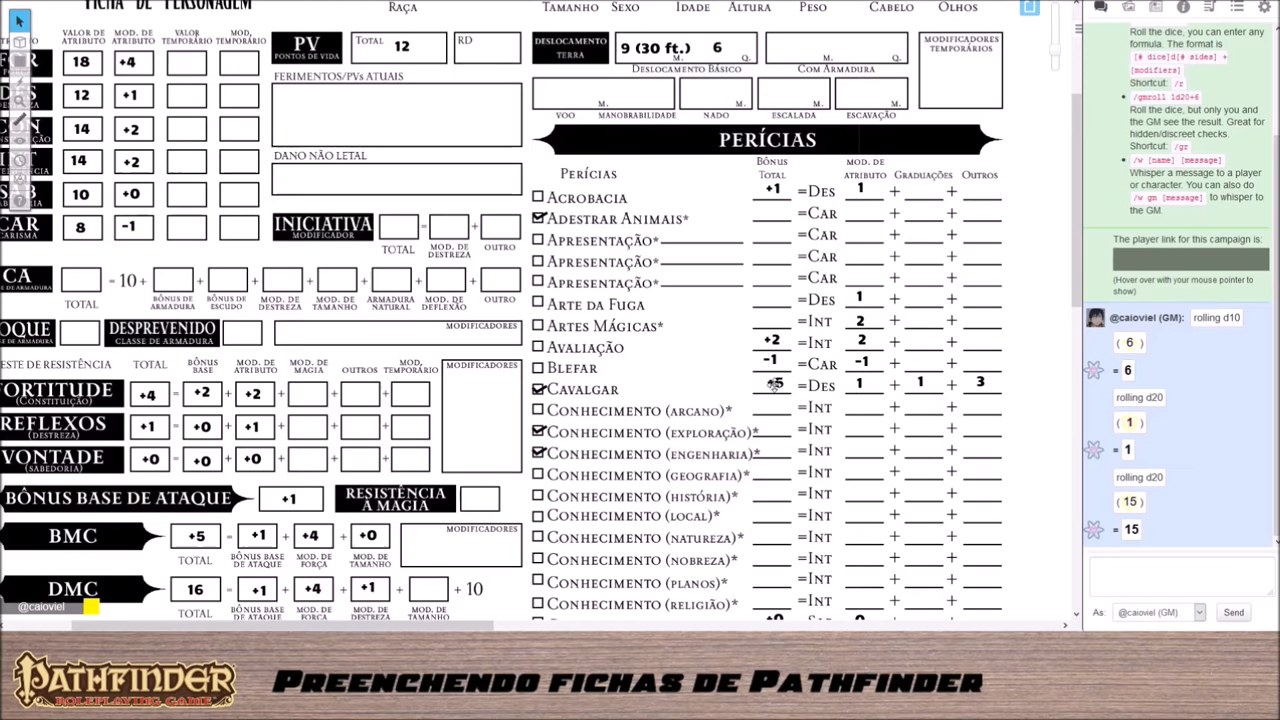 FICHA DE PERSONAGEM
RAÇA TAMANHO SEXO IDADE ALTURA PESO CABELO OLHOS
VALOR DE ATRIBUTO MOD. DE ATRIBUTO VALOR TEMPORÁRIO MOD, TEMPORÁRIO
18 +4
12 +1
14 +2
14 +2
10 +0
CARISMA 8 -1
PV PONTOS DE VIDA TOTAL 12 RD
FERIMENTOS/PVS ATUAIS
DANO NÃO LETAL
INICIATIVA MODIFICADOR = +
TOTAL MOD. DE DESTREZA OUTRO
DESLOCAMENTO TERRA 9 (30 ft.) M. 6 Q. M. Q.
DESLOCAMENTO BÁSICO COM ARMADURA
M. M. M. M.
VOO MANOBRABILIDADE NADO ESCALADA ESCAVAÇÃO
MODIFICADORES TEMPORÁRIOS
CA = 10 + + + + + + +
TOTAL BÔNUS DE ARMADURA BÔNUS DE ESCUDO MOD. DE DESTREZA MOD. DE TAMANHO ARMADURA NATURAL MOD. DE DEFLEXÃO OUTRO
OQUE DESPREVENIDO CLASSE DE ARMADURA MODIFICADORES
ESTE DE RESISTÊNCIA TOTAL BÔNUS BASE MOD. DE ATRIBUTO MOD. DE MAGIA OUTROS MOD, TEMPORÁRIO MODIFICADORES
FORTITUDE (CONSTITUIÇÃO) +4 = +2 + +2 + + +
REFLEXOS (DESTREZA) +1 = +0 + +1 + + +
VONTADE (SABEDORIA) +0 = +0 + +0 + + +
BÔNUS BASE DE ATAQUE +1 RESISTÊNCIA À MAGIA
BMC +5 = +1 + +4 + +0 MODIFICADORES
TOTAL BÔNUS BASE DE ATAQUE MOD. DE FORÇA MOD. DE TAMANHO
DMC 16 = +1 + +4 + +1 + + 10
TOTAL BÔNUS BASE DE ATAQUE MOD. DE FORÇA MOD. DE DESTREZA MOD. DE TAMANHO
@caioviel
PERÍCIAS
PERÍCIAS BÔNUS TOTAL MOD. DE ATRIBUTO GRADUAÇÕES OUTROS
ACROBACIA +1 =DES 1 + +
ADESTRAR ANIMAIS* =CAR + +
APRESENTAÇÃO* =CAR + +
APRESENTAÇÃO* =CAR + +
APRESENTAÇÃO* =CAR + +
ARTE DA FUGA =DES 1 + +
ARTES MÁGICAS* =INT 2 + +
AVALIAÇÃO +2 =INT 2 + +
BLEFAR -1 =CAR -1 + +
CAVALGAR +5 =DES 1 + 1 + 3
CONHECIMENTO (ARCANO)* =INT + +
CONHECIMENTO (EXPLORAÇÃO)* =INT + +
CONHECIMENTO (ENGENHARIA)* =INT + +
CONHECIMENTO (GEOGRAFIA)* =INT + +
CONHECIMENTO (HISTÓRIA)* =INT + +
CONHECIMENTO (LOCAL)* =INT + +
CONHECIMENTO (NATUREZA)* =INT + +
CONHECIMENTO (NOBREZA)* =INT + +
CONHECIMENTO (PLANOS)* =INT + +
CONHECIMENTO (RELIGIÃO)* =INT + +
Roll the dice, you can enter any
formula. The format is
[# dice]d[# sides] +
[modifiers]
Shortcut: /r
/gmroll 1d20+6
Roll the dice, but only you and
the GM see the result. Great for
hidden/discreet checks.
Shortcut: /gr
/w [name] [message]
Whisper a message to a player
or character. You can also do
/w gm [message] to whisper to
the GM.
The player link for this campaign is:
(Hover over with your mouse pointer to
show)
@caioviel (GM): rolling d10
( 6 )
= 6
rolling d20
( 1 )
= 1
rolling d20
( 15 )
= 15
As: @caioviel (GM) Send
PATHFINDER
ROLEPLAYING GAME
PREENCHENDO FICHAS DE PATHFINDER